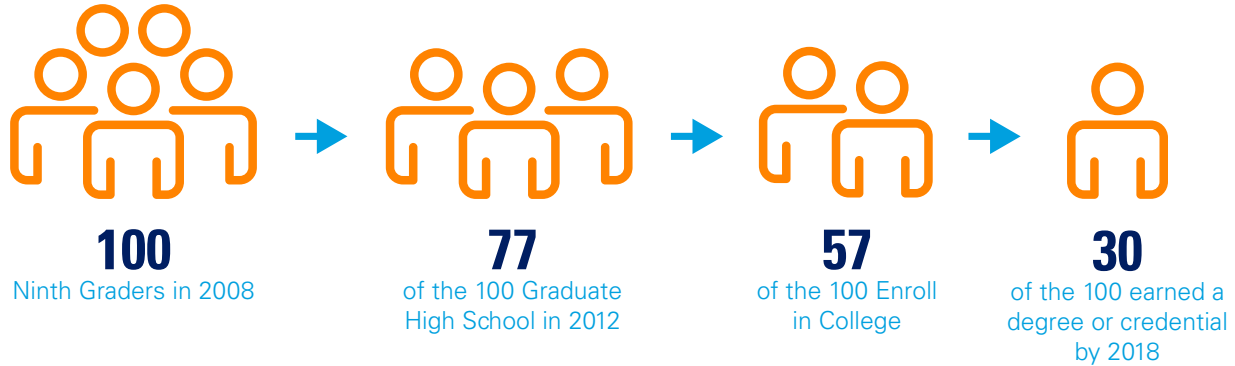 100
Ninth Graders in 2008
77
of the 100 Graduate
High School in 2012
57
of the 100 Enroll
in College
30
of the 100 earned a
degree or credential
by 2018